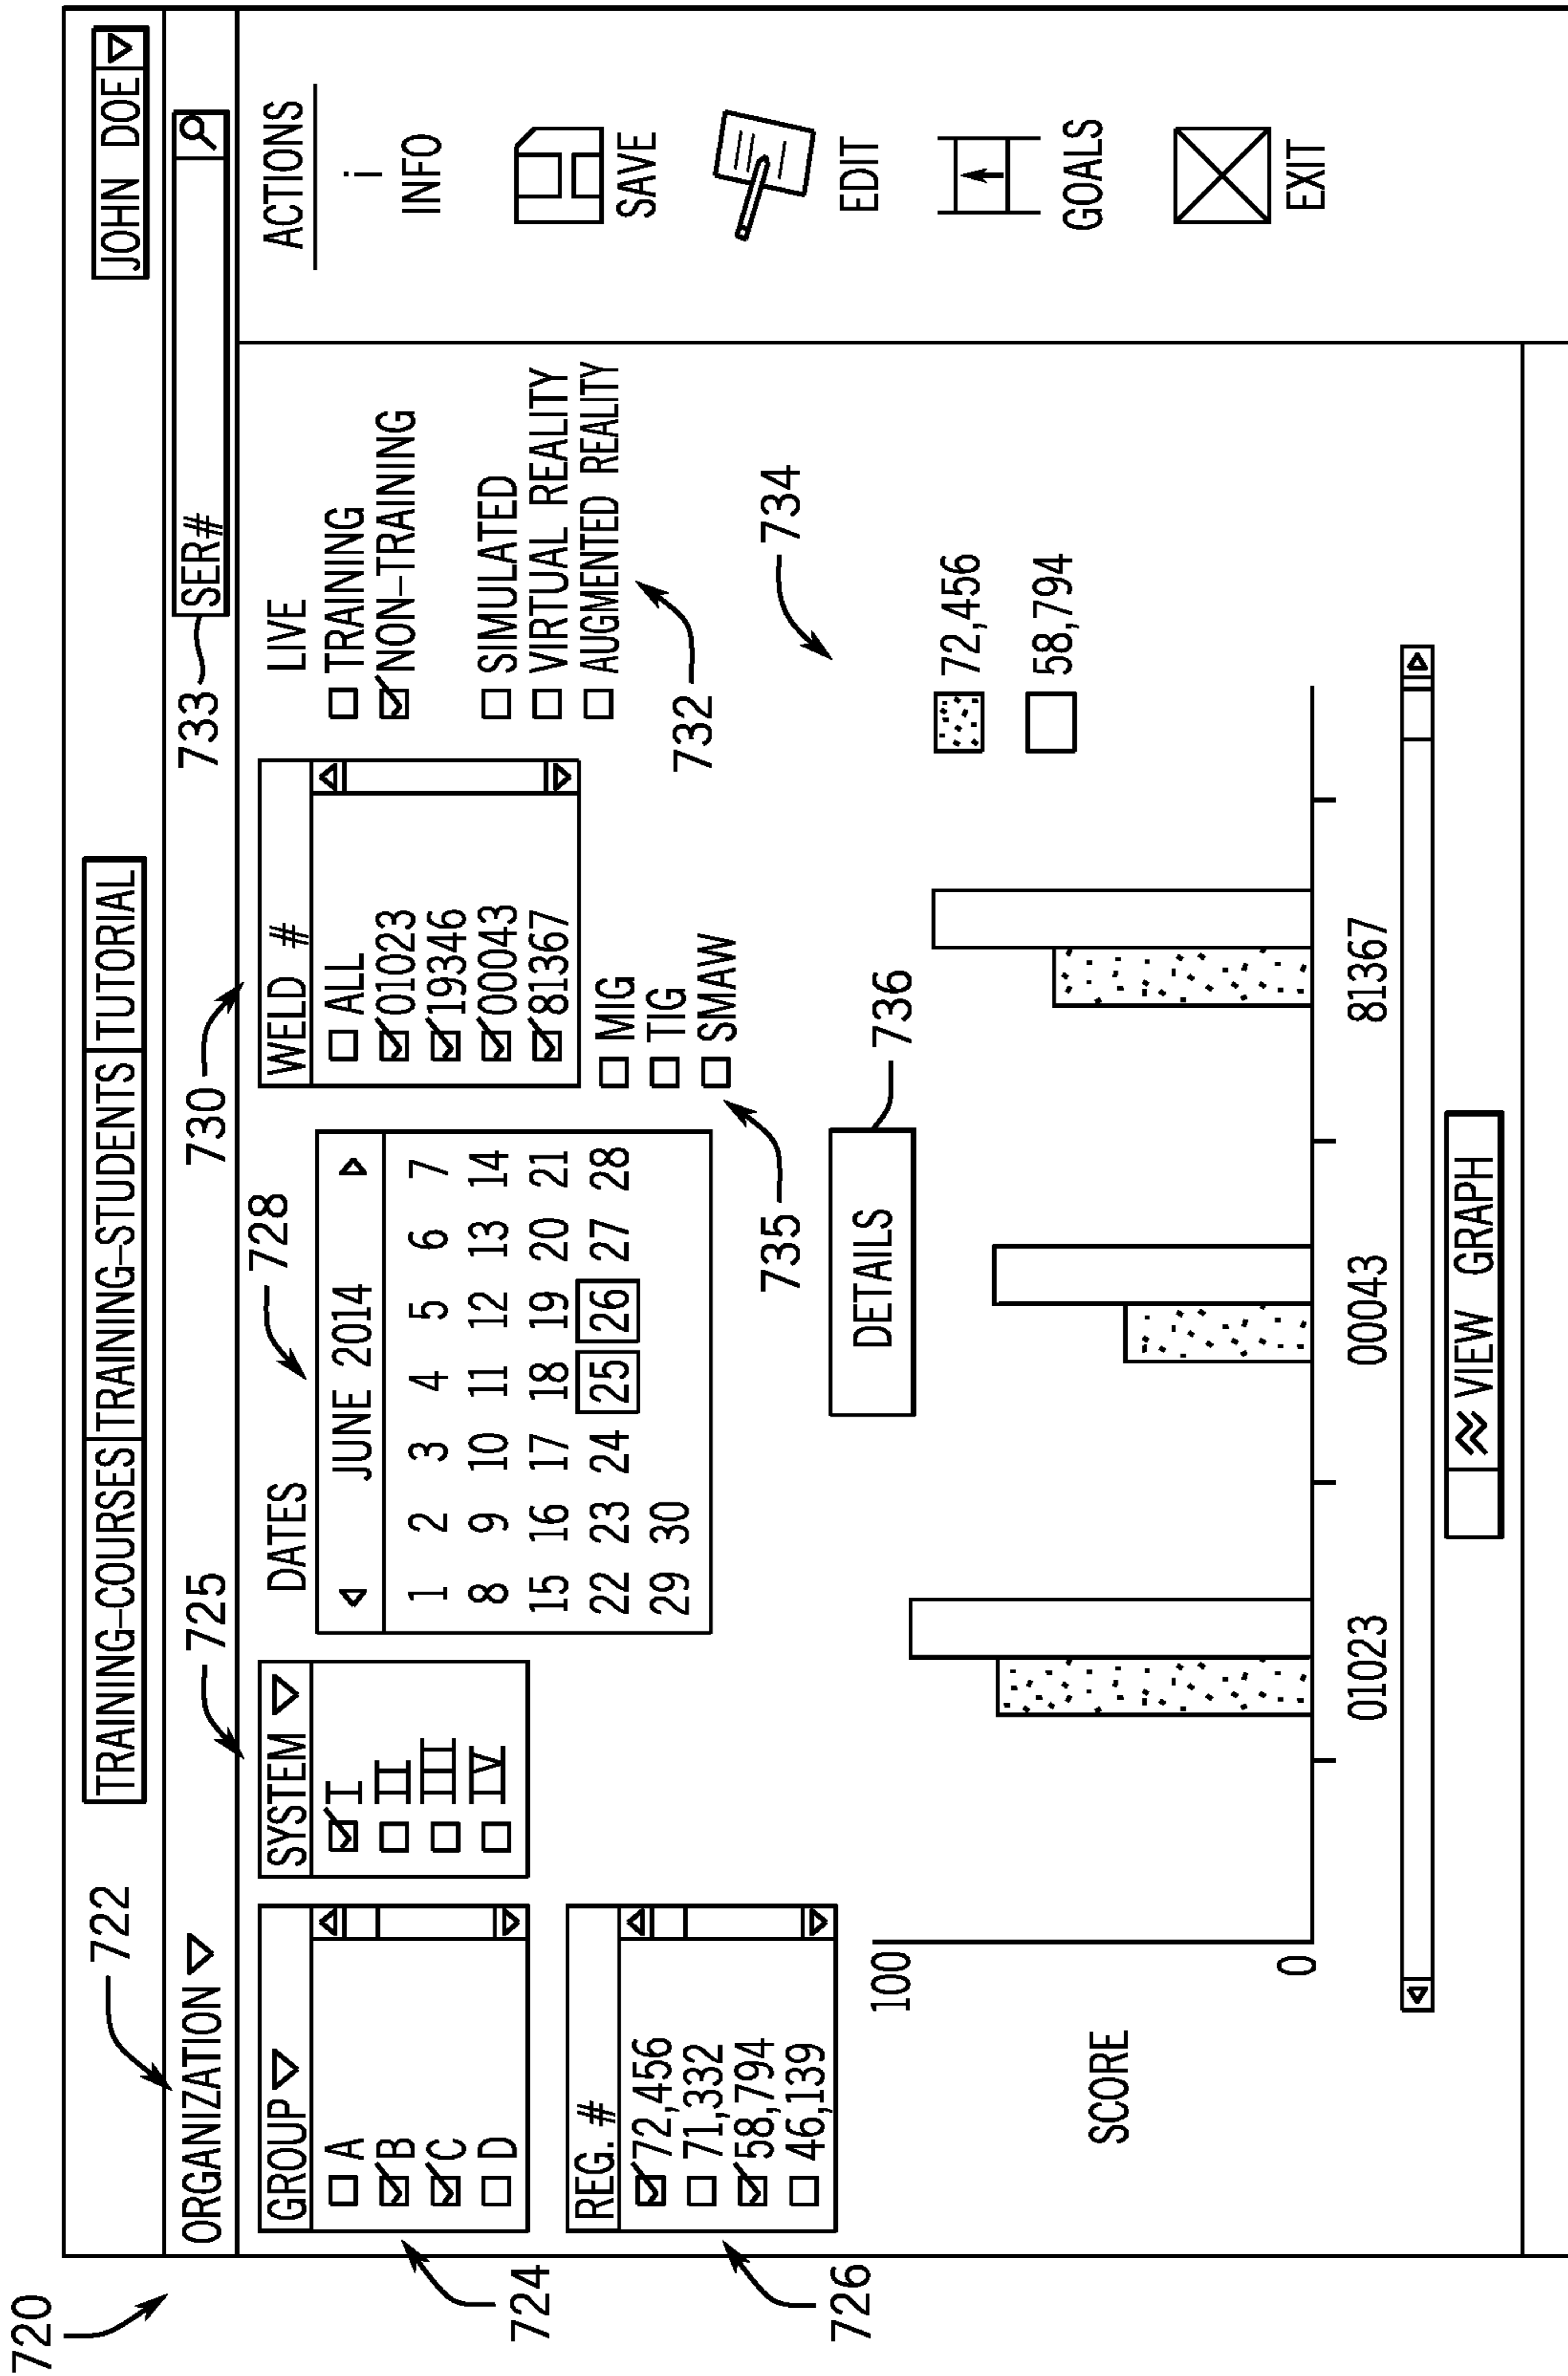 720
722
TRAINING-COURSES TRAINING-STUDENTS TUTORIAL
JOHN DOE
ORGANIZATION
725
730
733
SER#
GROUP
A
B
C
D
724
SYSTEM
I
II
III
IV
DATES
728
JUNE 2014
1 2 3 4 5 6 7
8 9 10 11 12 13 14
15 16 17 18 19 20 21
22 23 24 25 26 27 28
29 30
WELD #
ALL
01023
19346
00043
81367
LIVE
TRAINING
NON-TRAINING
SIMULATED
VIRTUAL REALITY
AUGMENTED REALITY
732
MIG
TIG
SMAW
735
REG. #
72,456
71,332
58,794
46,139
726
DETAILS
736
734
100
SCORE
0
72,456
58,794
01023
00043
81367
VIEW GRAPH
ACTIONS
i
INFO
SAVE
EDIT
GOALS
EXIT